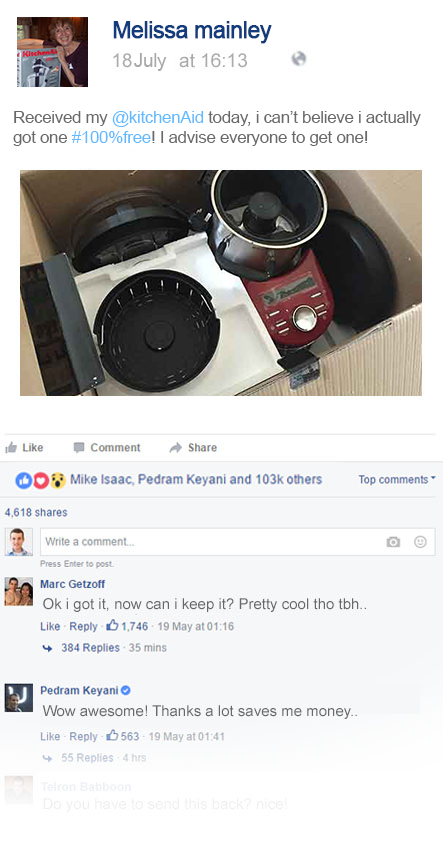 Melissa mainley
18July at 16:13
KitchenAid
Received my @kitchenAid today, i can't believe i actually
got one #100%free! I advise everyone to get one!
Like Comment Share
Mike Isaac, Pedram Keyani and 103k others Top comments
4,618 shares
Write a comment...
Press Enter to post.
Marc Getzoff
Ok i got it, now can i keep it? Pretty cool tho tbh..
Like · Reply · 1,746 · 19 May at 01:16
384 Replies · 35 mins
Pedram Keyani
Wow awesome! Thanks a lot saves me money..
Like · Reply · 563 · 19 May at 01:41
55 Replies · 4 hrs
Telron Babboon
Do you have to send this back? nice!